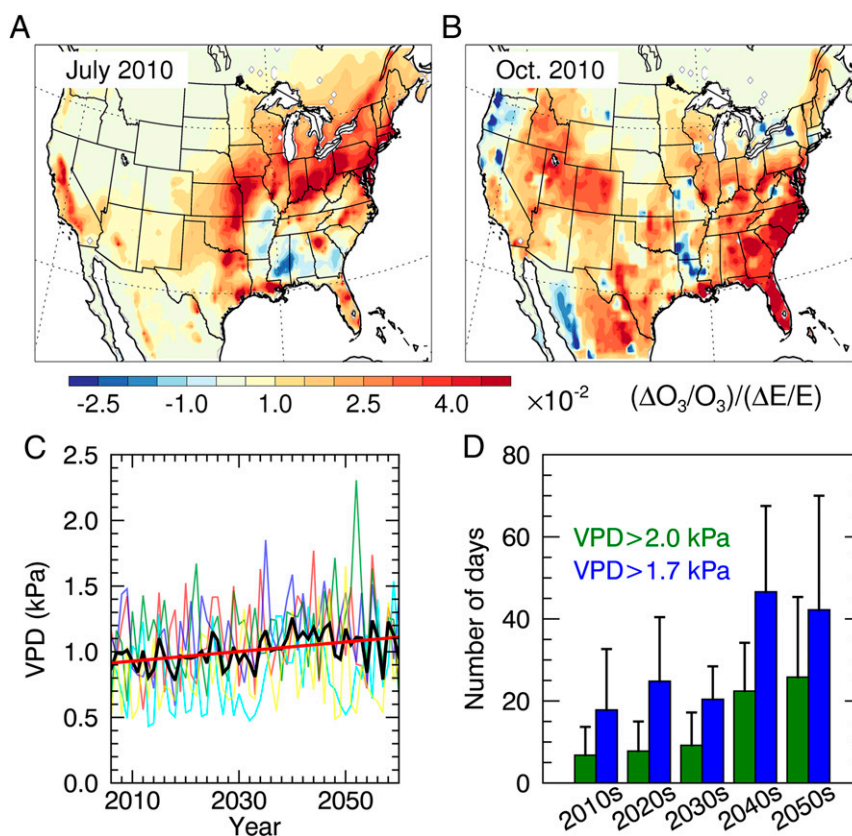 A
B
July 2010
Oct. 2010
-2.5 -1.0 1.0 2.5 4.0 ×10⁻² (ΔO₃/O₃)/(ΔE/E)
C
D
2.5
2.0
1.5
1.0
0.5
0.0
VPD (kPa)
2010 2030 2050
Year
80
60
40
20
0
Number of days
VPD>2.0 kPa
VPD>1.7 kPa
2010s 2020s 2030s 2040s 2050s